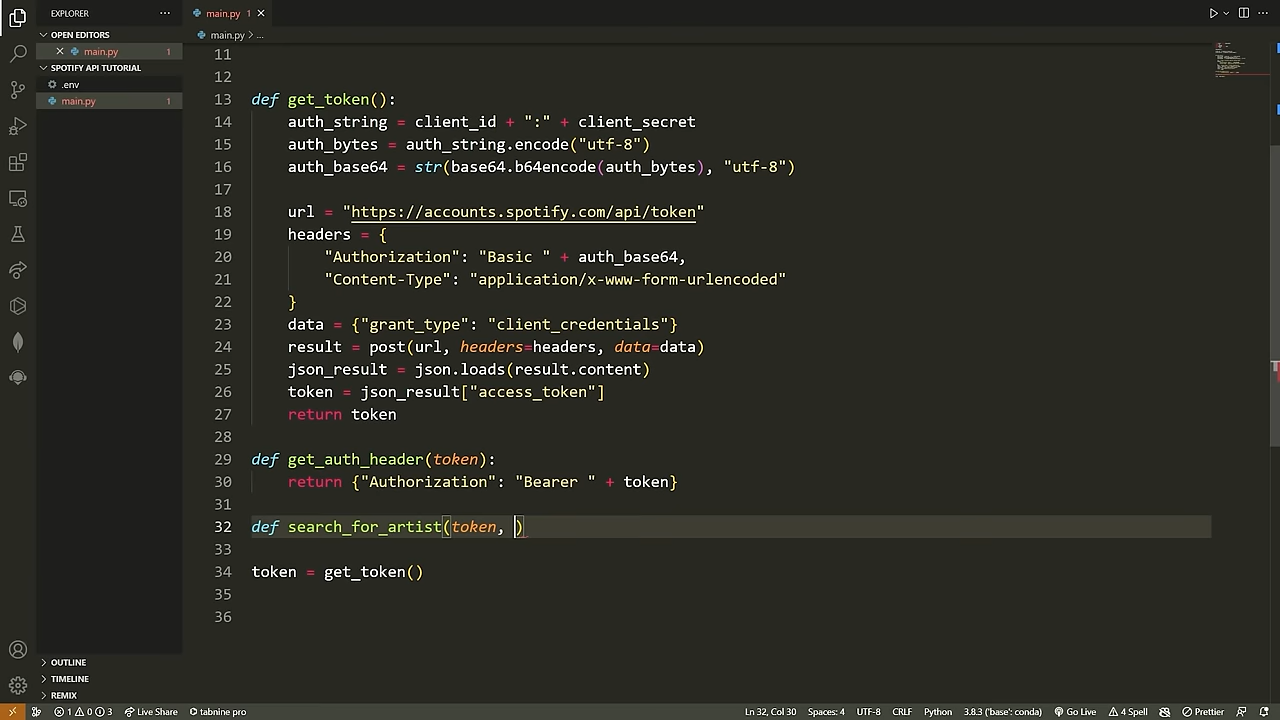 EXPLORER
···
main.py 1
OPEN EDITORS
main.py > ...
main.py 1
SPOTIFY API TUTORIAL
.env
main.py 1
11
12
13 def get_token():
14 auth_string = client_id + ":" + client_secret
15 auth_bytes = auth_string.encode("utf-8")
16 auth_base64 = str(base64.b64encode(auth_bytes), "utf-8")
17
18 url = "https://accounts.spotify.com/api/token"
19 headers = {
20 "Authorization": "Basic " + auth_base64,
21 "Content-Type": "application/x-www-form-urlencoded"
22 }
23 data = {"grant_type": "client_credentials"}
24 result = post(url, headers=headers, data=data)
25 json_result = json.loads(result.content)
26 token = json_result["access_token"]
27 return token
28
29 def get_auth_header(token):
30 return {"Authorization": "Bearer " + token}
31
32 def search_for_artist(token, )
33
34 token = get_token()
35
36
OUTLINE
TIMELINE
REMIX
1 0 3 Live Share tabnine pro Ln 32, Col 30 Spaces: 4 UTF-8 CRLF Python 3.8.3 ('base': conda) Go Live 4 Spell Prettier